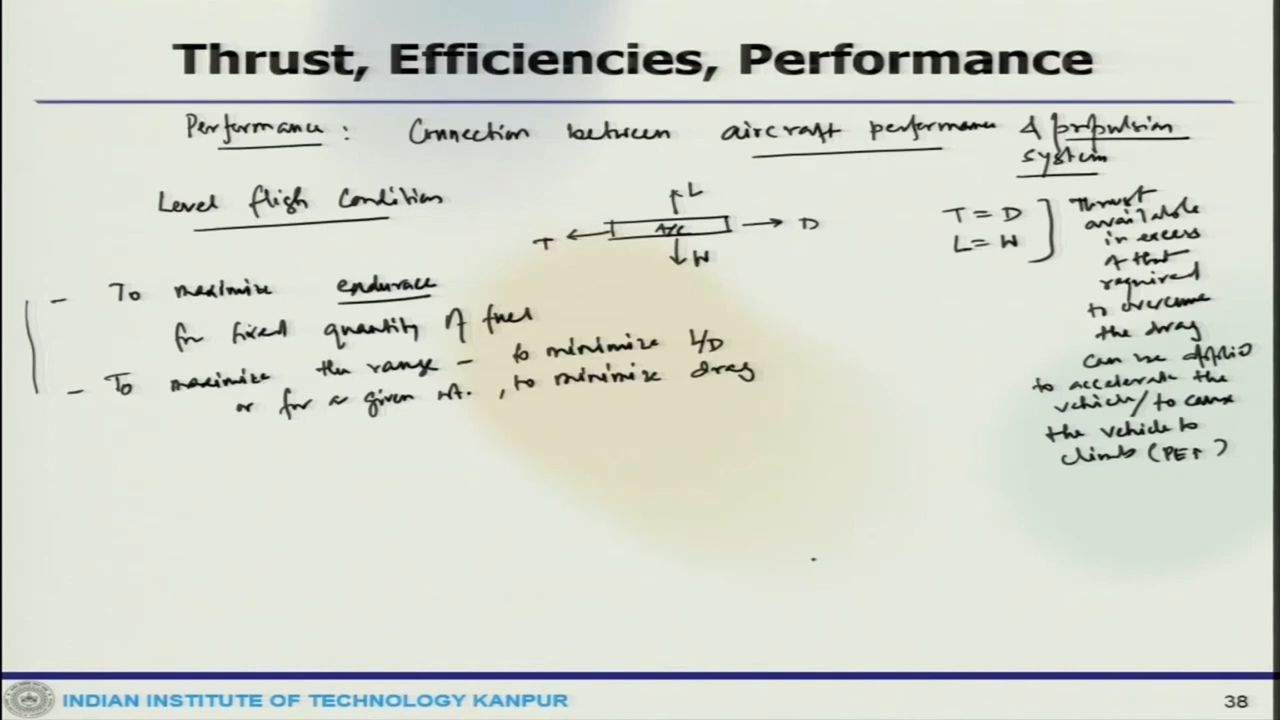 Thrust, Efficiencies, Performance
Performance : Connection between aircraft performance & propulsion
system
Level fligh Condition
L
T
A/C
D
W
T = D
L = W
Thrust
available
in excess
of that
required
to overcome
the drag
can be
to accelerate the
vehicle / to cause
the vehicle to
climb (PE↑)
- To maximize endurace
for fixed quantity of fuel
- To maximize the range - to minimize L/D
or for a given wt. , to minimize drag
INDIAN INSTITUTE OF TECHNOLOGY KANPUR
38